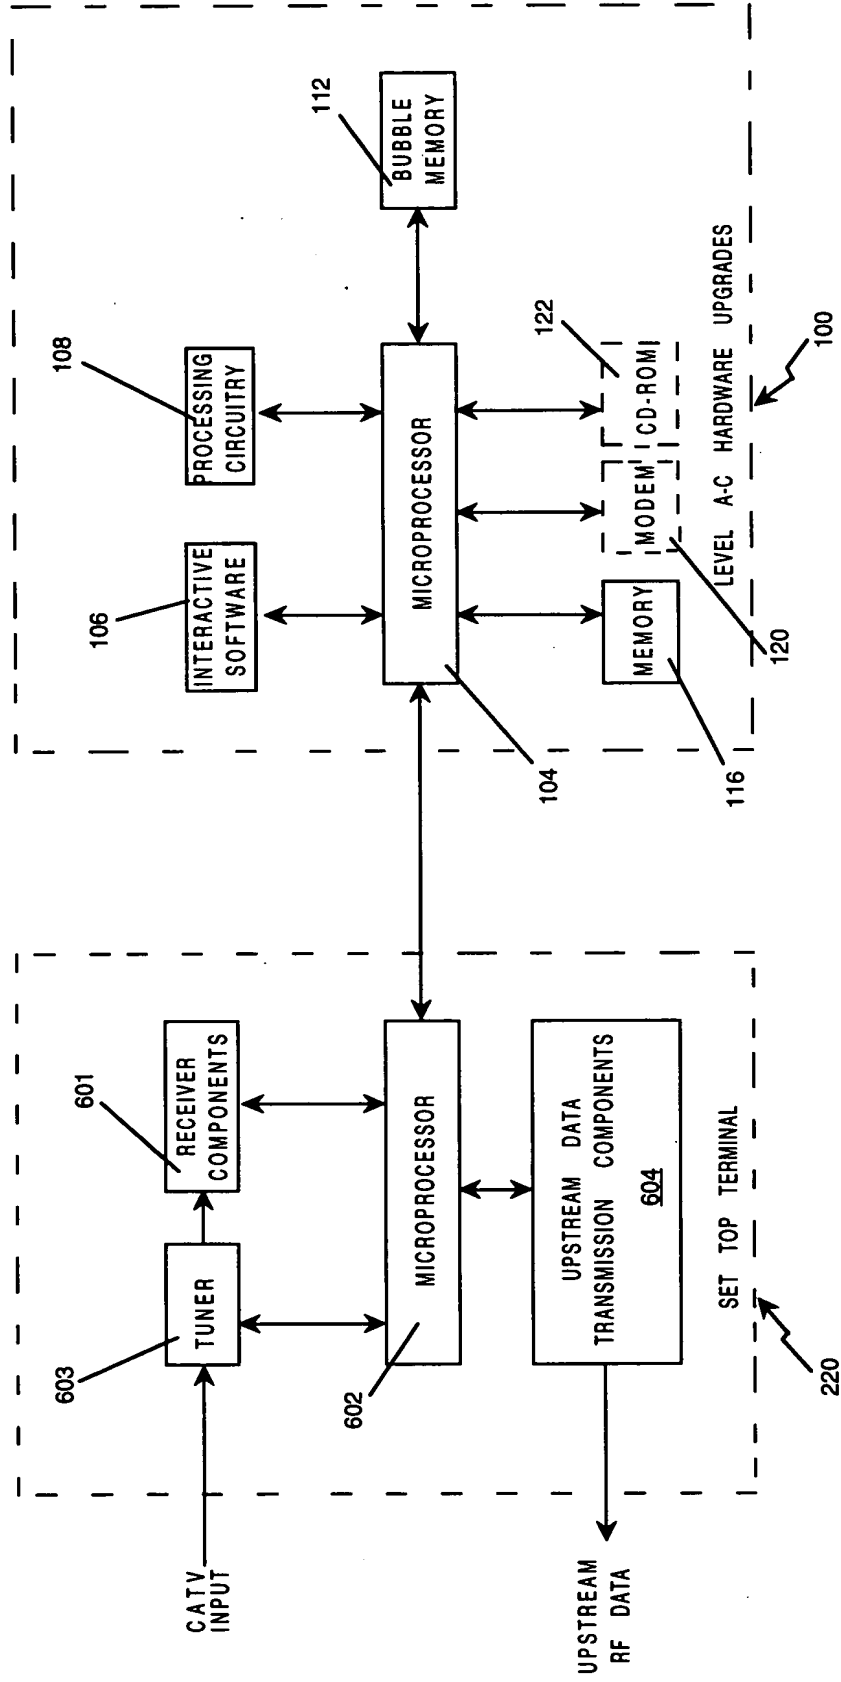 CATV
INPUT
603
TUNER
601
RECEIVER
COMPONENTS
602
MICROPROCESSOR
UPSTREAM DATA
TRANSMISSION COMPONENTS
604
UPSTREAM
RF DATA
SET TOP TERMINAL
220
106
INTERACTIVE
SOFTWARE
108
PROCESSING
CIRCUITRY
104
MICROPROCESSOR
112
BUBBLE
MEMORY
116
MEMORY
120
MODEM
122
CD-ROM
LEVEL A-C HARDWARE UPGRADES
100